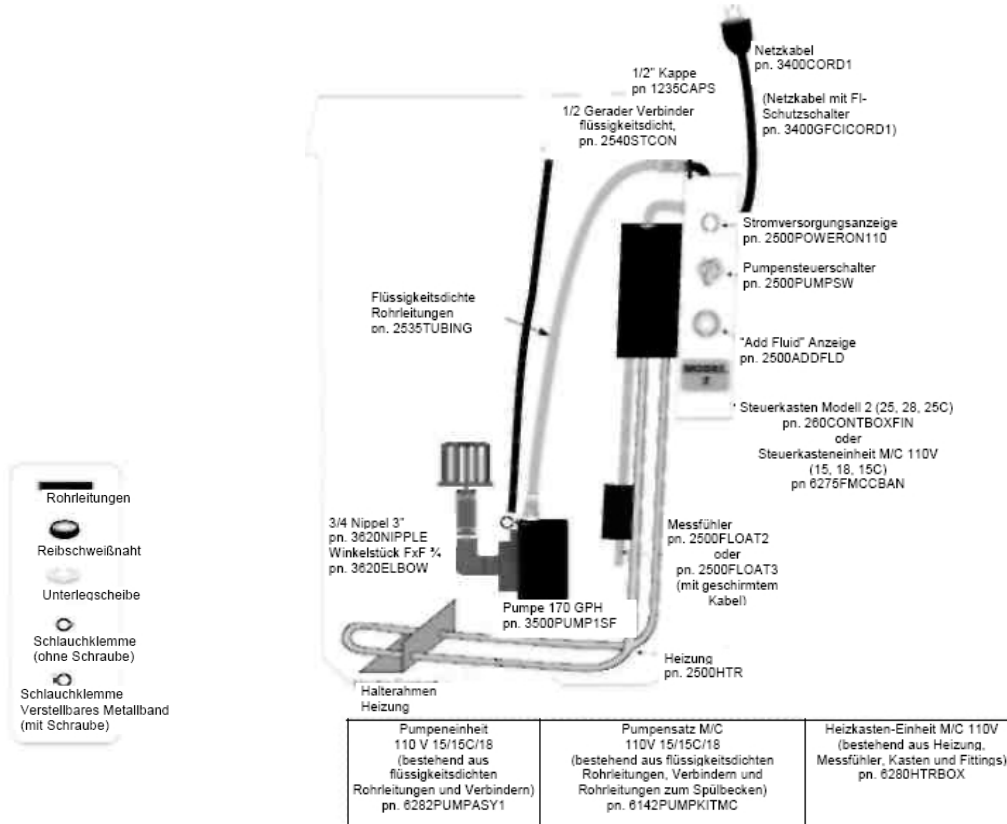 Netzkabel
pn. 3400CORD1
1/2" Kappe
pn 1235CAPS
(Netzkabel mit FI-
Schutzschalter
pn. 3400GFCICORD1)
1/2 Gerader Verbinder
flüssigkeitsdicht,
pn. 2540STCON
Stromversorgungsanzeige
pn. 2500POWERON110
Pumpensteuerschalter
pn. 2500PUMPSW
Flüssigkeitsdichte
Rohrleitungen
pn. 2535TUBING
"Add Fluid" Anzeige
pn. 2500ADDFLD
MODEL
2
Steuerkasten Modell 2 (25, 28, 25C)
pn. 260CONTBOXFIN
oder
Steuerkasteneinheit M/C 110V
(15, 18, 15C)
pn 6275FMCCBAN
Rohrleitungen
Reibschweißnaht
Unterlegscheibe
Schlauchklemme
(ohne Schraube)
Schlauchklemme
Verstellbares Metallband
(mit Schraube)
3/4 Nippel 3"
pn. 3620NIPPLE
Winkelstück FxF ¾
pn. 3620ELBOW
Messfühler
pn. 2500FLOAT2
oder
pn. 2500FLOAT3
(mit geschirmtem
Kabel)
Pumpe 170 GPH
pn. 3500PUMP1SF
Heizung
pn. 2500HTR
Halterahmen
Heizung
Pumpeneinheit
110 V 15/15C/18
(bestehend aus
flüssigkeitsdichten
Rohrleitungen und Verbindern)
pn. 6282PUMPASY1
Pumpensatz M/C
110V 15/15C/18
(bestehend aus flüssigkeitsdichten
Rohrleitungen, Verbindern und
Rohrleitungen zum Spülbecken)
pn. 6142PUMPKITMC
Heizkasten-Einheit M/C 110V
(bestehend aus Heizung,
Messfühler, Kasten und Fittings)
pn. 6280HTRBOX